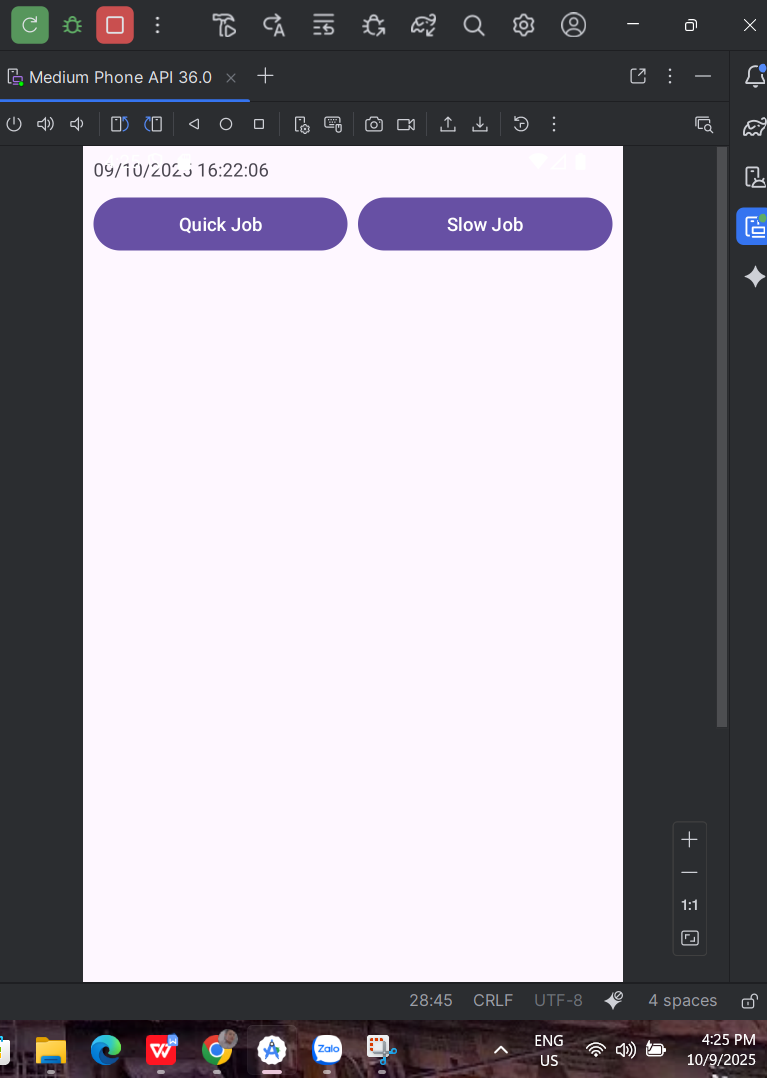 Medium Phone API 36.0
09/10/2025 16:22:06
Quick Job
Slow Job
1:1
28:45 CRLF UTF-8 4 spaces
Zalo
ENG
US
4:25 PM
10/9/2025